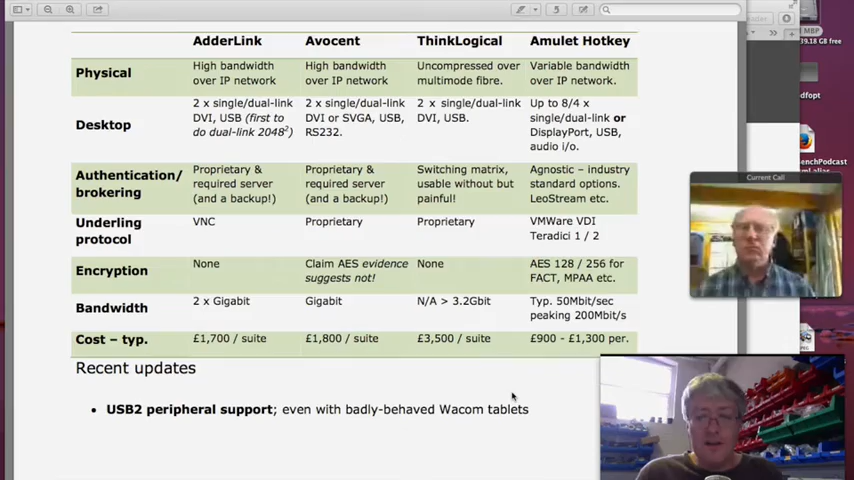 AdderLink Avocent ThinkLogical Amulet Hotkey
Physical
High bandwidth over IP network
High bandwidth over IP network
Uncompressed over multimode fibre.
Variable bandwidth over IP network.
Desktop
2 x single/dual-link
DVI, USB (first to
do dual-link 2048²)
2 x single/dual-link
DVI or SVGA, USB,
RS232.
2 x single/dual-link
DVI, USB.
Up to 8/4 x
single/dual-link or
DisplayPort, USB,
audio i/o.
Authentication/
brokering
Proprietary &
required server
(and a backup!)
Proprietary &
required server
(and a backup!)
Switching matrix,
usable without but
painful!
Agnostic – industry
standard options.
LeoStream etc.
Underling
protocol
VNC
Proprietary
Proprietary
VMWare VDI
Teradici 1 / 2
Encryption
None
Claim AES evidence
suggests not!
None
AES 128 / 256 for
FACT, MPAA etc.
Bandwidth
2 x Gigabit
Gigabit
N/A > 3.2Gbit
Typ. 50Mbit/sec
peaking 200Mbit/s
Cost – typ.
£1,700 / suite
£1,800 / suite
£3,500 / suite
£900 - £1,300 per.
Recent updates
• USB2 peripheral support; even with badly-behaved Wacom tablets
Current Call
MBP
39.18 GB free
dfopt
enchPodcast